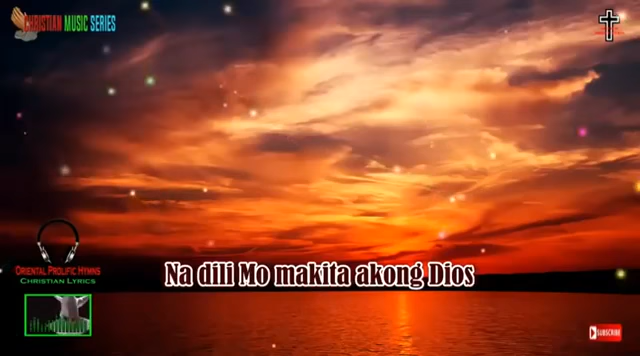 CHRISTIAN MUSIC SERIES
ORIENTAL PROLIFIC HYMNS
CHRISTIAN LYRICS
Na dili Mo makita akong Dios
SUBSCRIBE